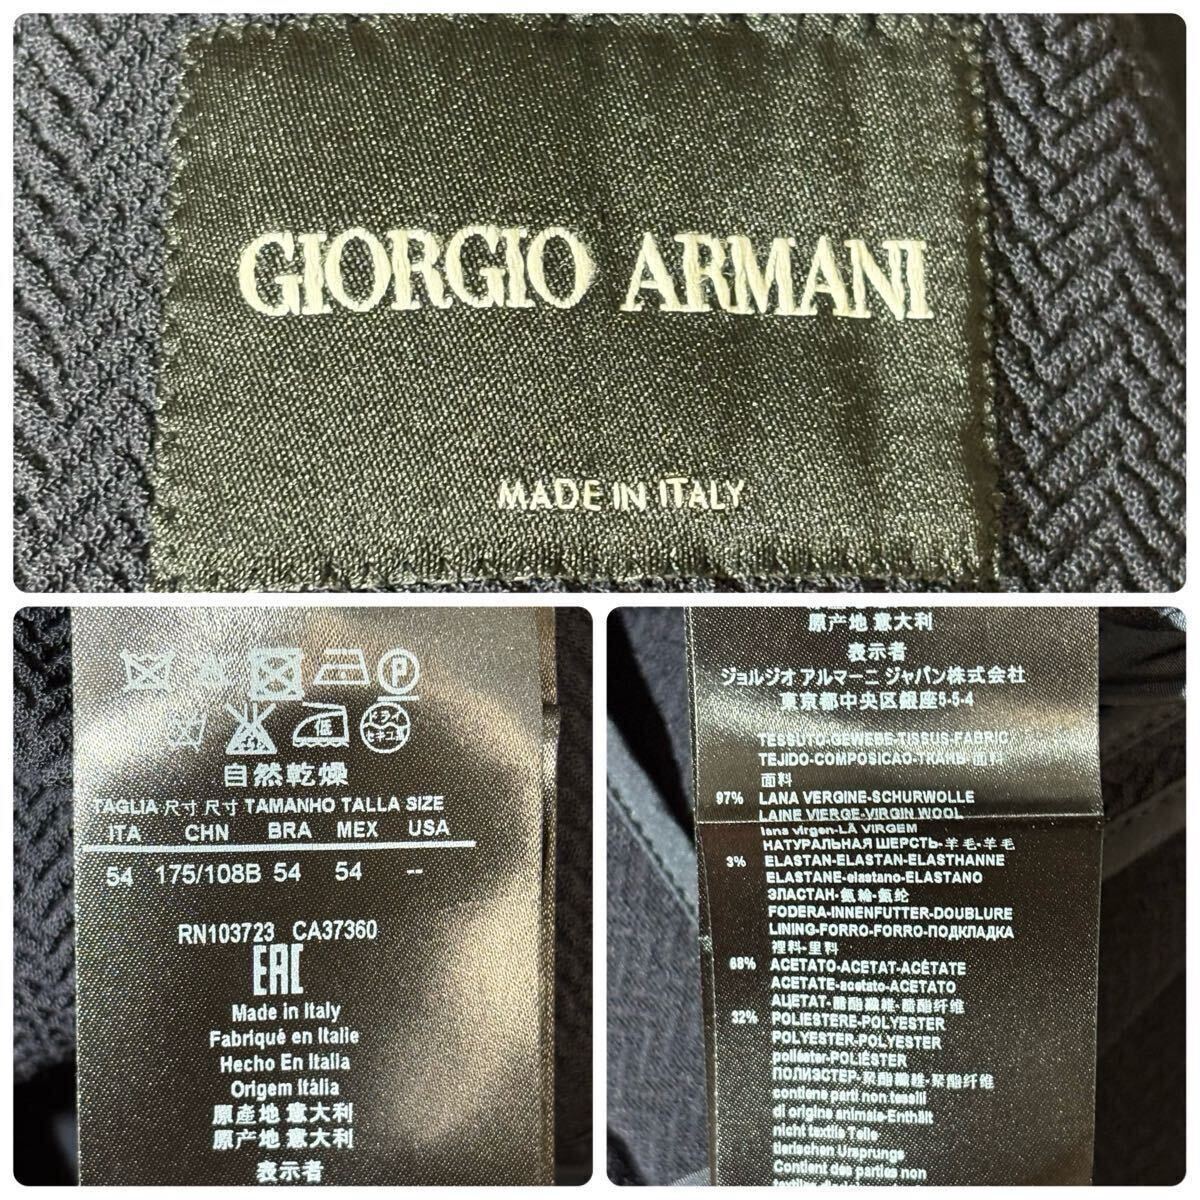 GIORGIO ARMANI
MADE IN ITALY
P
低
ドライ
セキユ系
自然乾燥
TAGLIA 尺寸 尺寸 TAMANHO TALLA SIZE
ITA CHN BRA MEX USA
54 175/108B 54 54 --
RN103723 CA37360
EAC
Made in Italy
Fabriqué en Italie
Hecho En Italia
Origem Itália
原產地 意大利
原产地 意大利
表示者
原产地 意大利
表示者
ジョルジオ アルマーニ ジャパン株式会社
東京都中央区銀座5-5-4
TESSUTO-GEWEBE-TISSUS-FABRIC
TEJIDO-COMPOSICAO-ТКАНЬ-面料
面料
97% LANA VERGINE-SCHURWOLLE
LAINE VIERGE-VIRGIN WOOL
lana virgen-LÃ VIRGEM
НАТУРАЛЬНАЯ ШЕРСТЬ-羊毛-羊毛
3% ELASTAN-ELASTAN-ELASTHANNE
ELASTANE-elastano-ELASTANO
ЭЛАСТАН-氨綸-氨纶
FODERA-INNENFUTTER-DOUBLURE
LINING-FORRO-FORRO-ПОДКЛАДКА
裡料-里料
68% ACETATO-ACETAT-ACÉTATE
ACETATE-acetato-ACETATO
АЦЕТАТ-醋酯纖維-醋酯纤维
32% POLIESTERE-POLYESTER
POLYESTER-POLYESTER
poliéster-POLIÉSTER
ПОЛИЭСТЕР-聚酯纖維-聚酯纤维
contiene parti non tessili
di origine animale-Enthält
nicht textile Teile
tierischen Ursprungs
Contient des parties non